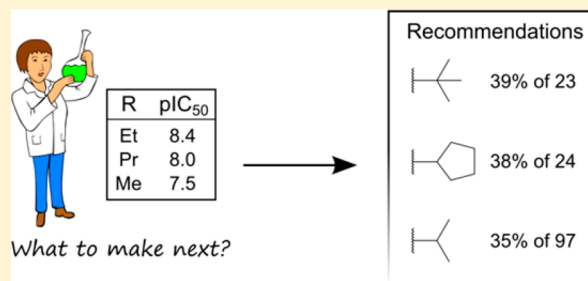 Recommendations
R pIC50
Et 8.4
Pr 8.0
Me 7.5
39% of 23
38% of 24
35% of 97
What to make next?